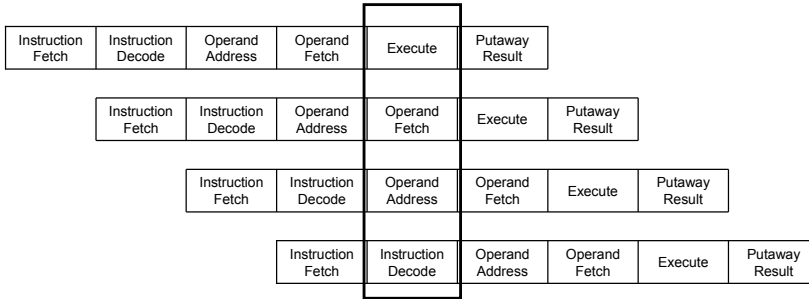 Instruction
Fetch
Instruction
Decode
Operand
Address
Operand
Fetch
Execute
Putaway
Result
Instruction
Fetch
Instruction
Decode
Operand
Address
Operand
Fetch
Execute
Putaway
Result
Instruction
Fetch
Instruction
Decode
Operand
Address
Operand
Fetch
Execute
Putaway
Result
Instruction
Fetch
Instruction
Decode
Operand
Address
Operand
Fetch
Execute
Putaway
Result